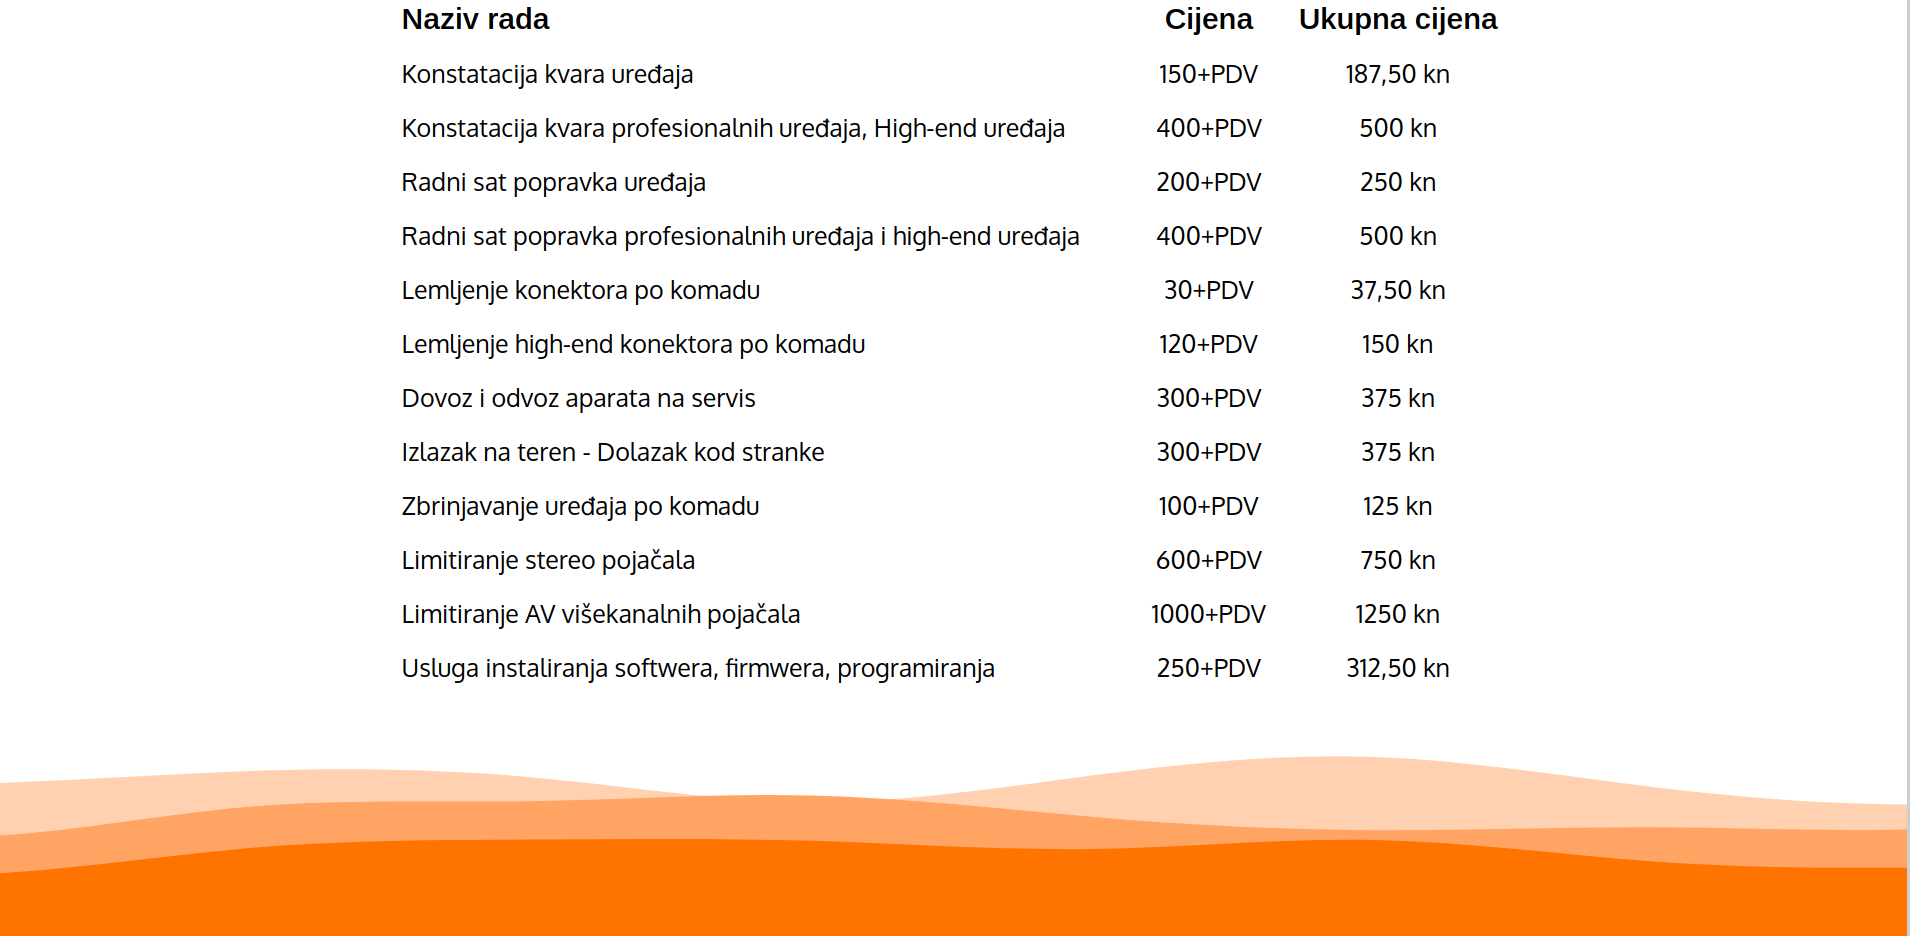 Naziv rada Cijena Ukupna cijena
Konstatacija kvara uređaja 150+PDV 187,50 kn
Konstatacija kvara profesionalnih uređaja, High-end uređaja 400+PDV 500 kn
Radni sat popravka uređaja 200+PDV 250 kn
Radni sat popravka profesionalnih uređaja i high-end uređaja 400+PDV 500 kn
Lemljenje konektora po komadu 30+PDV 37,50 kn
Lemljenje high-end konektora po komadu 120+PDV 150 kn
Dovoz i odvoz aparata na servis 300+PDV 375 kn
Izlazak na teren - Dolazak kod stranke 300+PDV 375 kn
Zbrinjavanje uređaja po komadu 100+PDV 125 kn
Limitiranje stereo pojačala 600+PDV 750 kn
Limitiranje AV višekanalnih pojačala 1000+PDV 1250 kn
Usluga instaliranja softwera, firmwera, programiranja 250+PDV 312,50 kn